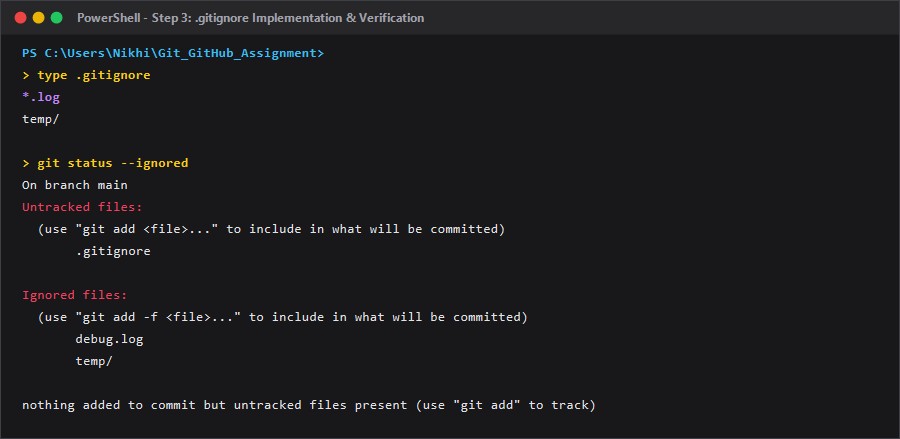 PowerShell - Step 3: .gitignore Implementation & Verification
PS C:\Users\Nikhi\Git_GitHub_Assignment>
> type .gitignore
*.log
temp/
> git status --ignored
On branch main
Untracked files:
(use "git add <file>..." to include in what will be committed)
.gitignore
Ignored files:
(use "git add -f <file>..." to include in what will be committed)
debug.log
temp/
nothing added to commit but untracked files present (use "git add" to track)